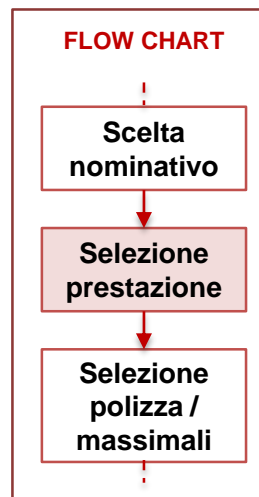 FLOW CHART
Scelta
nominativo
Selezione
prestazione
Selezione
polizza /
massimali